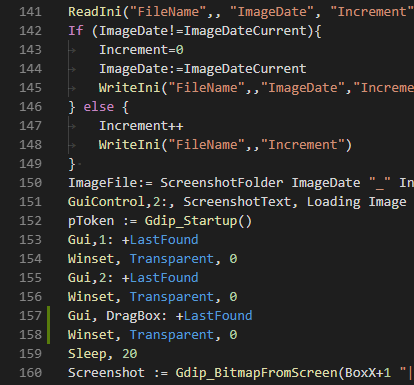 141 ReadIni("FileName",, "ImageDate", "Increment"
142 If (ImageDate!=ImageDateCurrent){
143 Increment=0
144 ImageDate:=ImageDateCurrent
145 WriteIni("FileName",,"ImageDate","Increme
146 } else {
147 Increment++
148 WriteIni("FileName",,"Increment")
149 }
150 ImageFile:= ScreenshotFolder ImageDate "_" In
151 GuiControl,2:, ScreenshotText, Loading Image
152 pToken := Gdip_Startup()
153 Gui,1: +LastFound
154 Winset, Transparent, 0
155 Gui,2: +LastFound
156 Winset, Transparent, 0
157 Gui, DragBox: +LastFound
158 Winset, Transparent, 0
159 Sleep, 20
160 Screenshot := Gdip_BitmapFromScreen(BoxX+1 "|